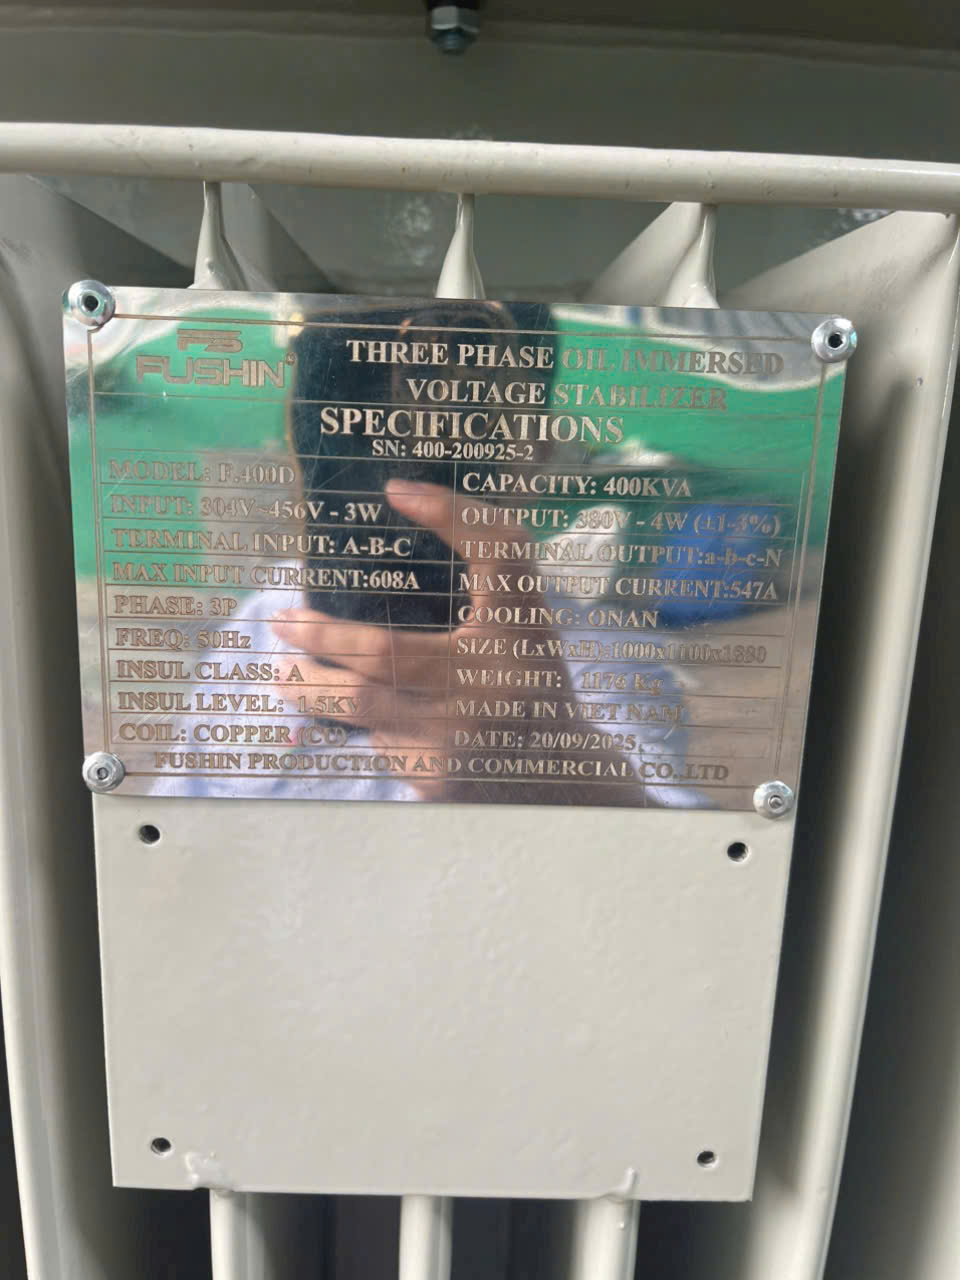 FS
FUSHIN®
THREE PHASE OIL IMMERSED
VOLTAGE STABILIZER
SPECIFICATIONS
SN: 400-200925-2
MODEL: F.400D
CAPACITY: 400KVA
INPUT: 304V~456V - 3W
OUTPUT: 380V - 4W (±1-3%)
TERMINAL INPUT: A-B-C
TERMINAL OUTPUT:a-b-c-N
MAX INPUT CURRENT:608A
MAX OUTPUT CURRENT:547A
PHASE: 3P
COOLING: ONAN
FREQ: 50Hz
SIZE (LxWxH):
INSUL CLASS: A
WEIGHT: 1176 Kg
INSUL LEVEL: 1.5KV
MADE IN VIET NAM
COIL: COPPER (CU)
DATE: 20/09/2025
FUSHIN PRODUCTION AND COMMERCIAL CO.,LTD